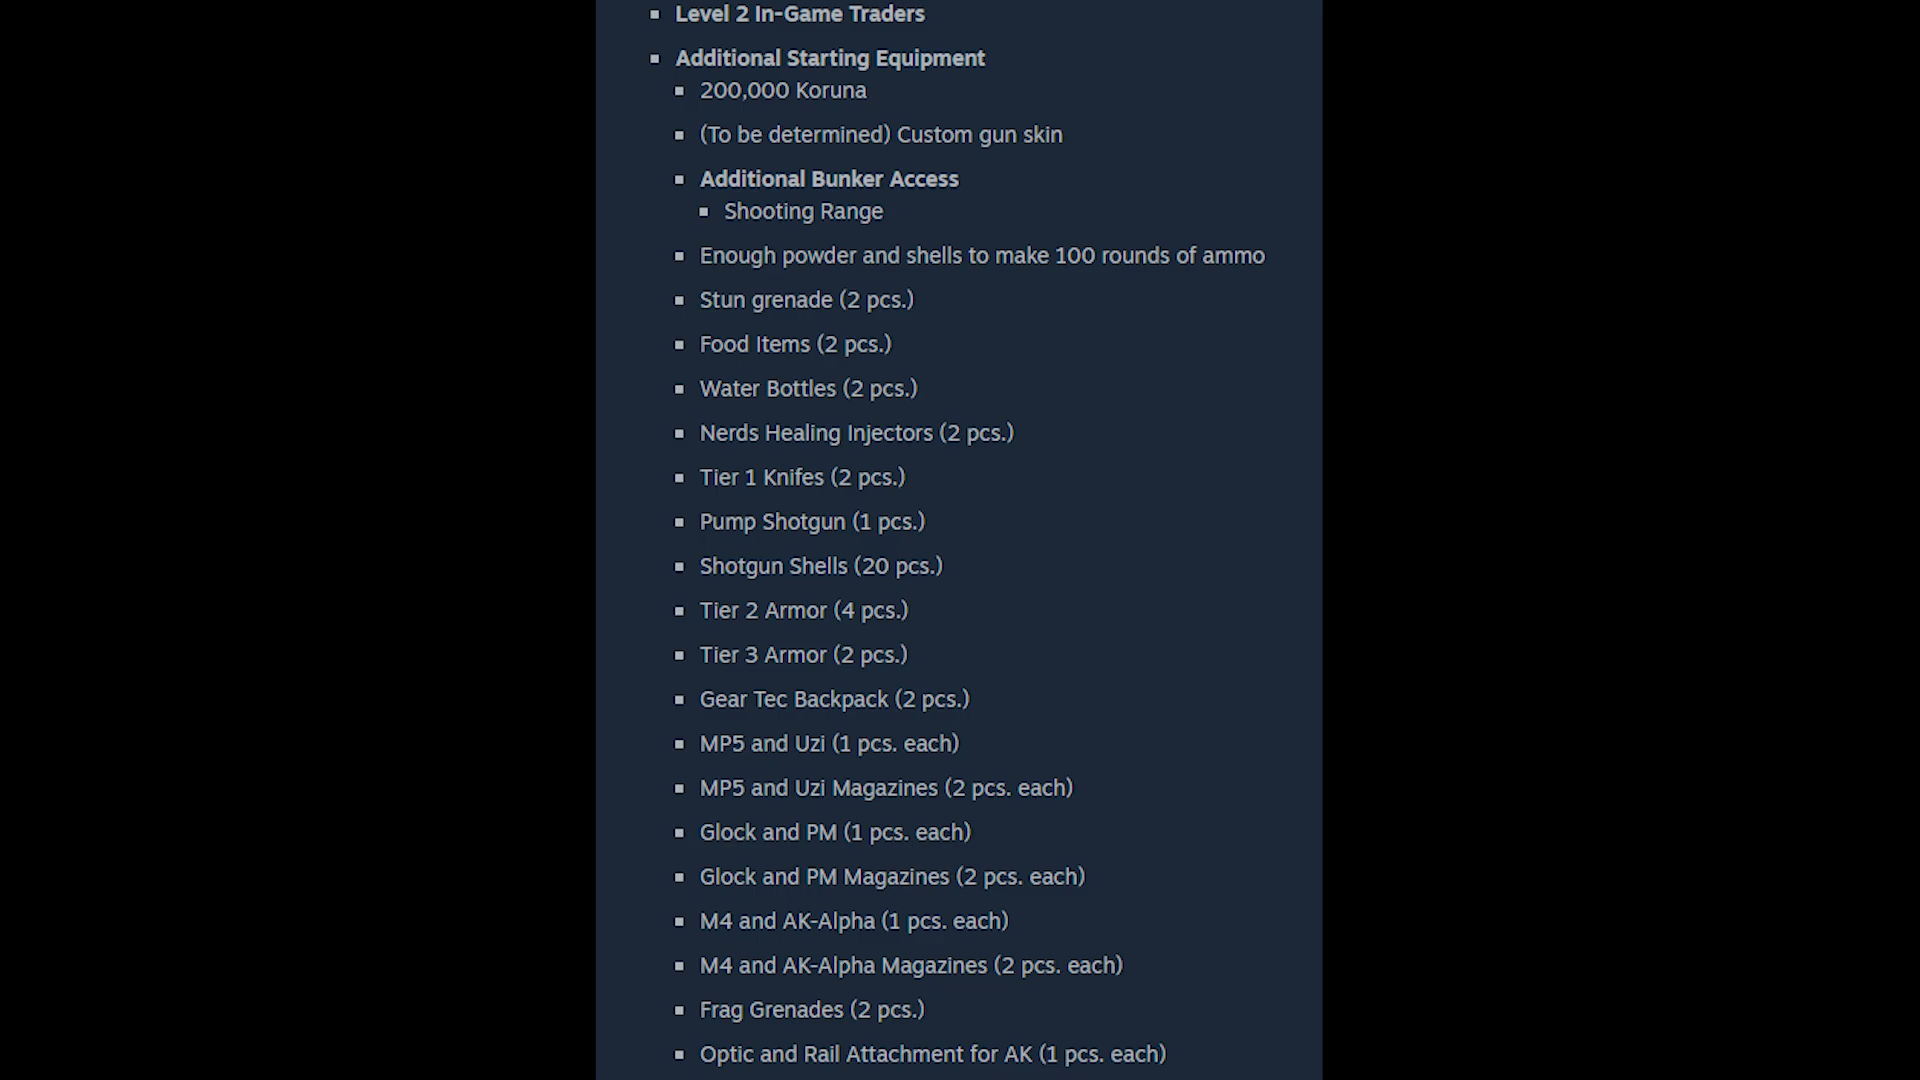 Level 2 In-Game Traders
Additional Starting Equipment
200,000 Koruna
(To be determined) Custom gun skin
Additional Bunker Access
Shooting Range
Enough powder and shells to make 100 rounds of ammo
Stun grenade (2 pcs.)
Food Items (2 pcs.)
Water Bottles (2 pcs.)
Nerds Healing Injectors (2 pcs.)
Tier 1 Knifes (2 pcs.)
Pump Shotgun (1 pcs.)
Shotgun Shells (20 pcs.)
Tier 2 Armor (4 pcs.)
Tier 3 Armor (2 pcs.)
Gear Tec Backpack (2 pcs.)
MP5 and Uzi (1 pcs. each)
MP5 and Uzi Magazines (2 pcs. each)
Glock and PM (1 pcs. each)
Glock and PM Magazines (2 pcs. each)
M4 and AK-Alpha (1 pcs. each)
M4 and AK-Alpha Magazines (2 pcs. each)
Frag Grenades (2 pcs.)
Optic and Rail Attachment for AK (1 pcs. each)